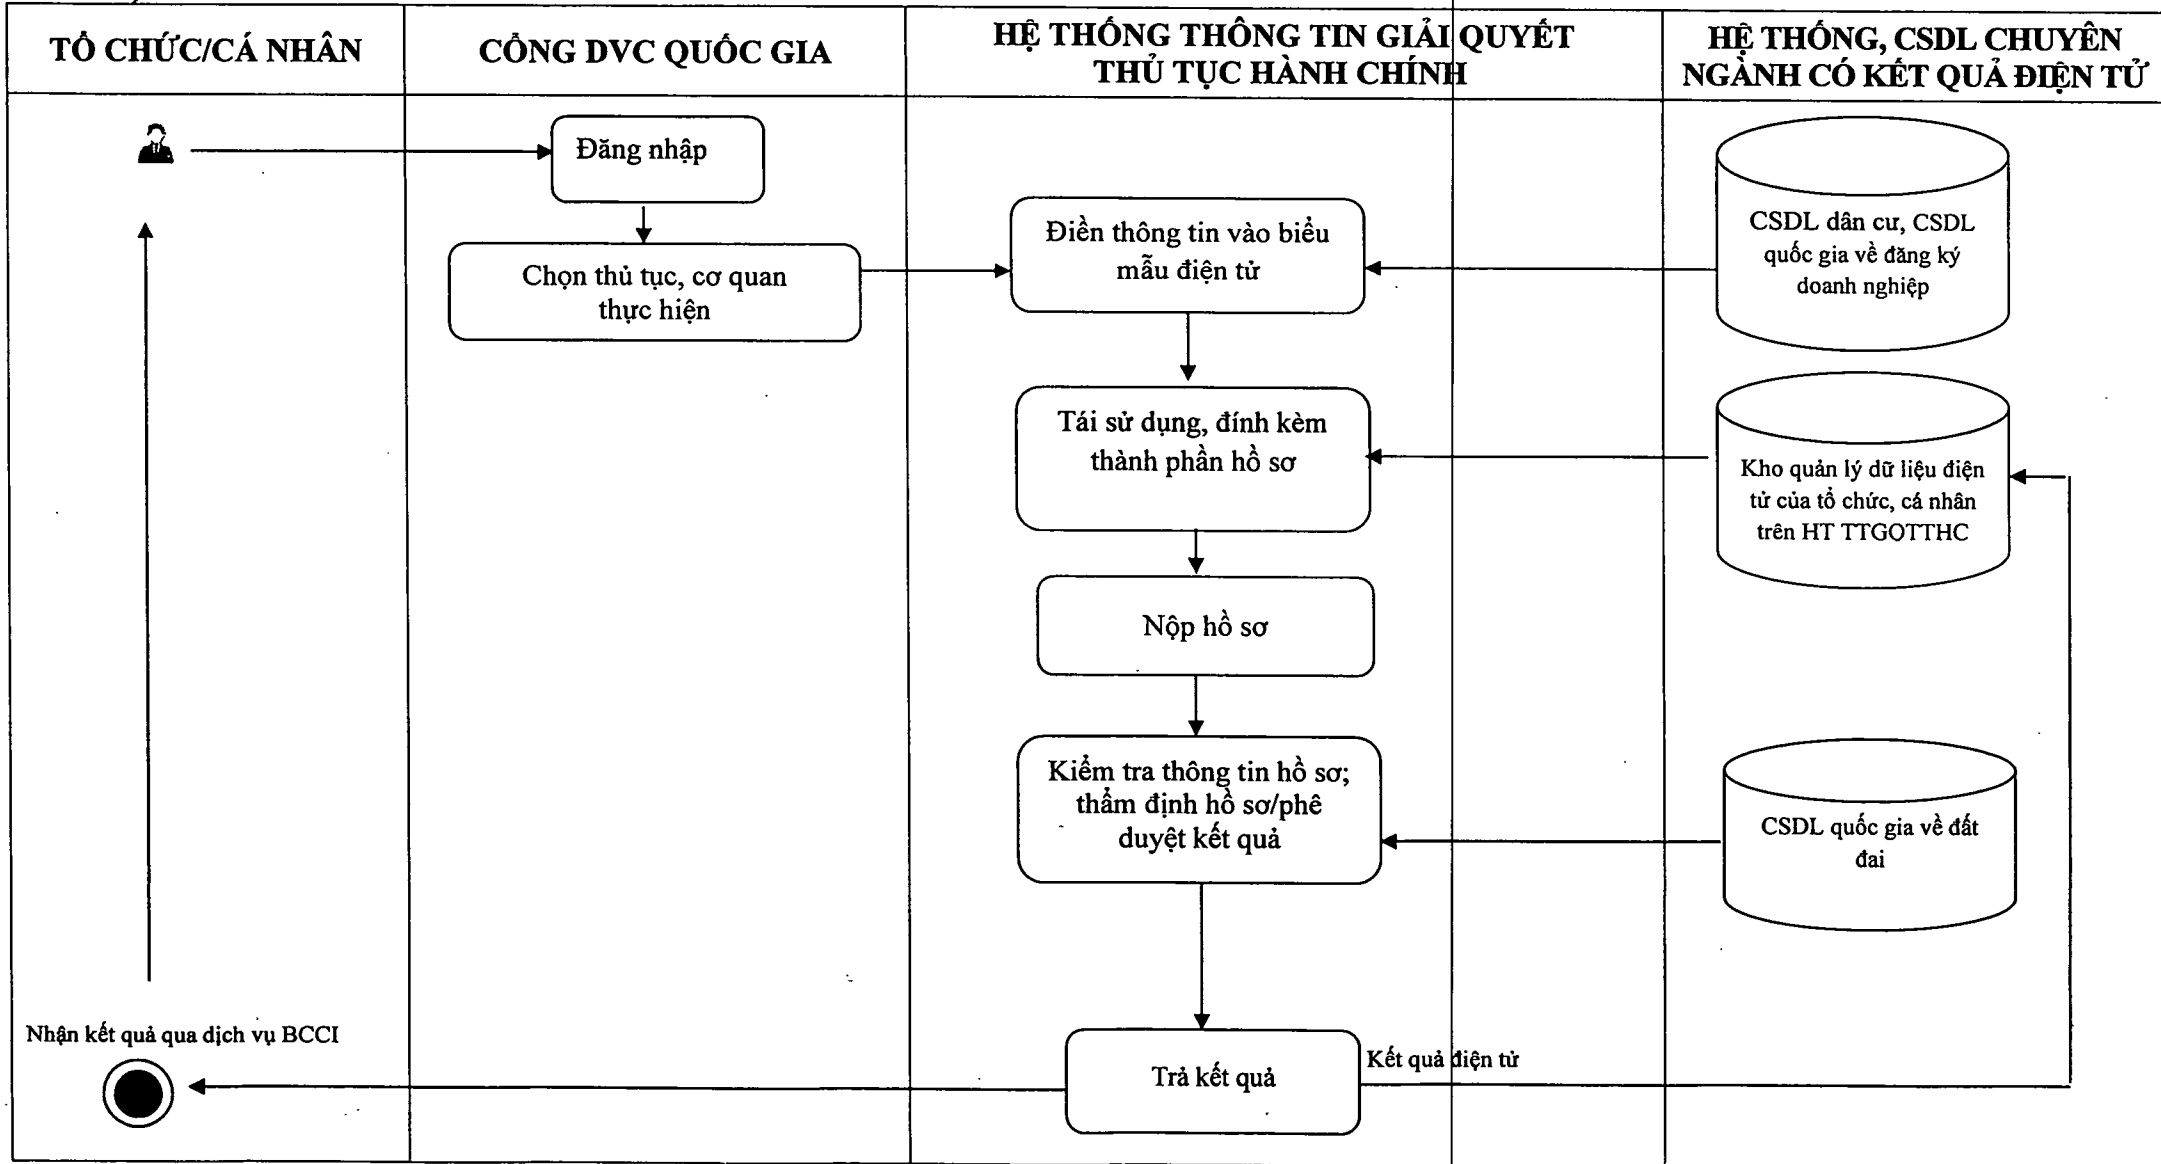 TỔ CHỨC/CÁ NHÂN
CỔNG DVC QUỐC GIA
HỆ THỐNG THÔNG TIN GIẢI QUYẾT
THỦ TỤC HÀNH CHÍNH
HỆ THỐNG, CSDL CHUYÊN
NGÀNH CÓ KẾT QUẢ ĐIỆN TỬ
Đăng nhập
Chọn thủ tục, cơ quan
thực hiện
Điền thông tin vào biểu
mẫu điện tử
CSDL dân cư, CSDL
quốc gia về đăng ký
doanh nghiệp
Tái sử dụng, đính kèm
thành phần hồ sơ
Kho quản lý dữ liệu điện
tử của tổ chức, cá nhân
trên HT TTGOTTHC
Nộp hồ sơ
Kiểm tra thông tin hồ sơ;
thẩm định hồ sơ/phê
duyệt kết quả
CSDL quốc gia về đất
đai
Nhận kết quả qua dịch vụ BCCI
Trả kết quả
Kết quả điện tử